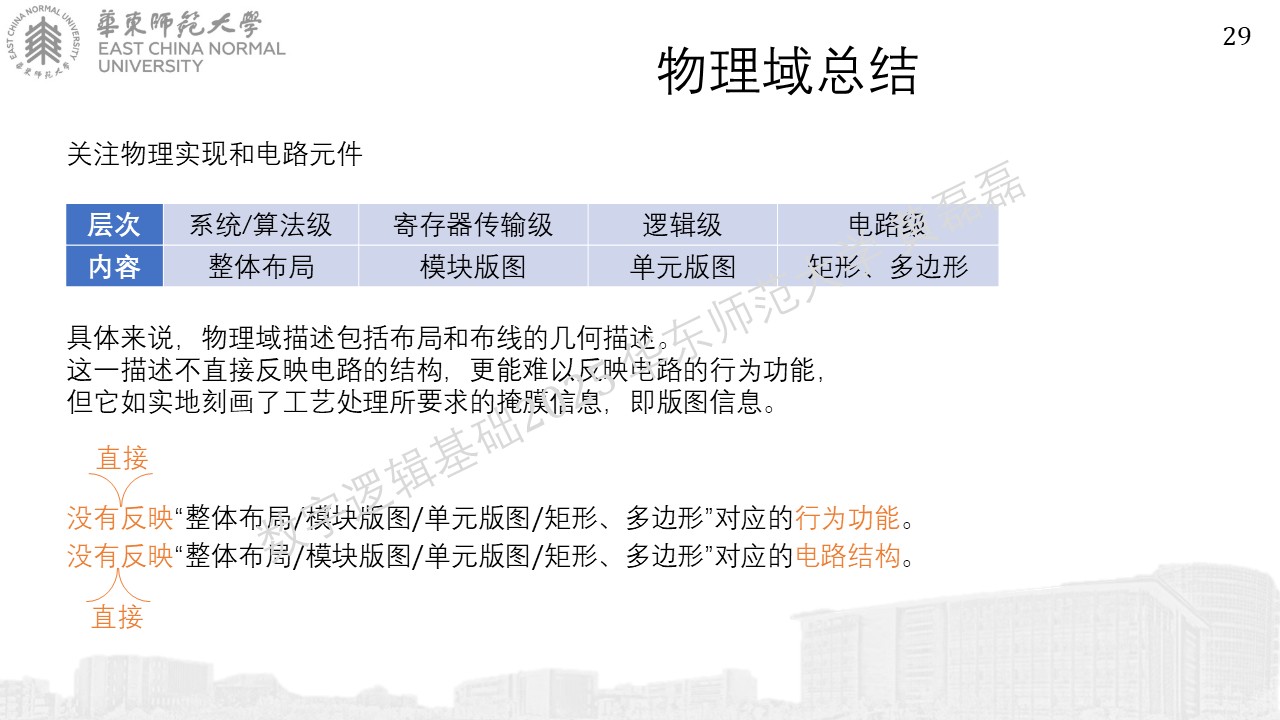 華東師範大學
EAST CHINA NORMAL
UNIVERSITY
EAST CHINA NORMAL UNIVERSITY
華東师范大学
29
物理域总结
关注物理实现和电路元件
层次 系统/算法级 寄存器传输级 逻辑级 电路级
内容 整体布局 模块版图 单元版图 矩形、多边形
具体来说，物理域描述包括布局和布线的几何描述。
这一描述不直接反映电路的结构，更能难以反映电路的行为功能，
但它如实地刻画了工艺处理所要求的掩膜信息，即版图信息。
直接
没有反映“整体布局/模块版图/单元版图/矩形、多边形”对应的行为功能。
没有反映“整体布局/模块版图/单元版图/矩形、多边形”对应的电路结构。
直接
数字逻辑基础2025 华东师范大学 磊磊